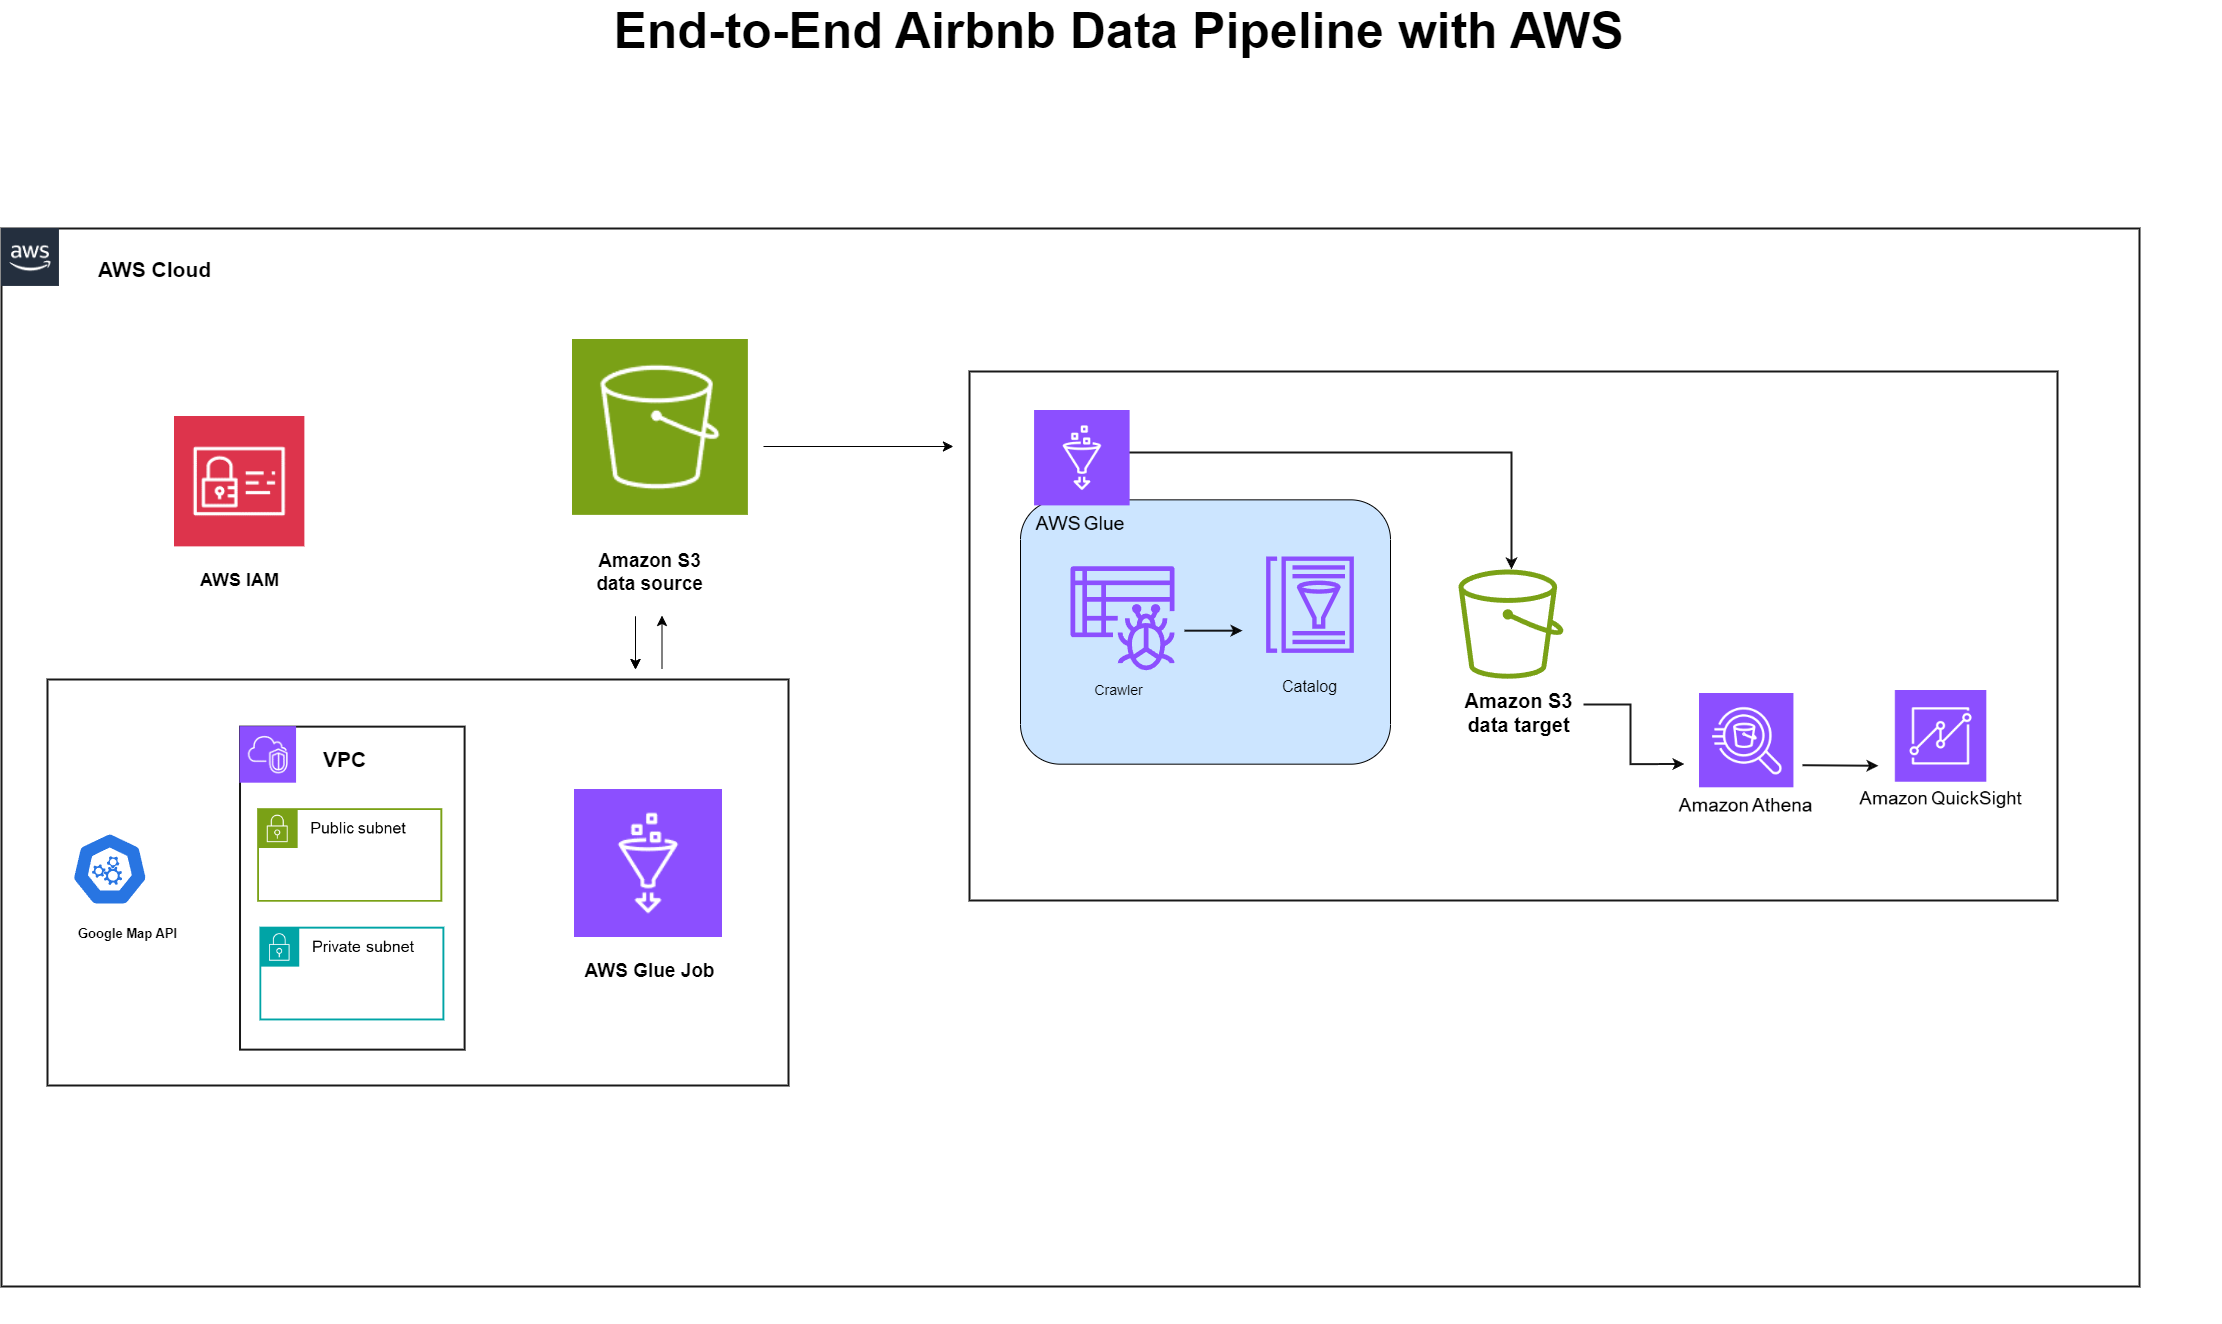 End-to-End Airbnb Data Pipeline with AWS
aws
AWS Cloud
AWS IAM
Amazon S3
data source
AWS Glue
Crawler
Catalog
Amazon S3
data target
Amazon Athena
Amazon QuickSight
VPC
Public subnet
Private subnet
Google Map API
AWS Glue Job